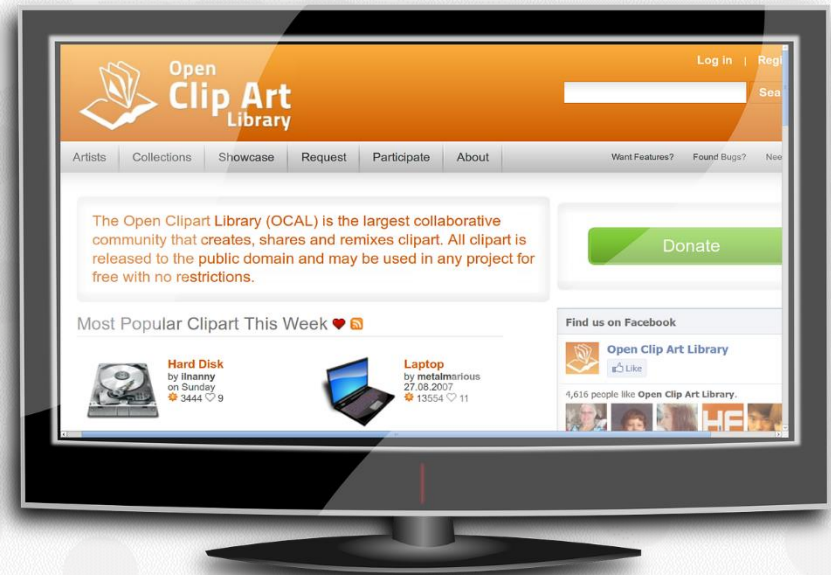 Open
Clip Art
Library
Log in | Regi
Sea
Artists Collections Showcase Request Participate About
Want Features? Found Bugs? Nee
The Open Clipart Library (OCAL) is the largest collaborative
community that creates, shares and remixes clipart. All clipart is
released to the public domain and may be used in any project for
free with no restrictions.
Donate
Most Popular Clipart This Week
Hard Disk
by ilnanny
on Sunday
3444 9
Laptop
by metalmarious
27.08.2007
13554 11
Find us on Facebook
Open Clip Art Library
Like
4,616 people like Open Clip Art Library.
HF